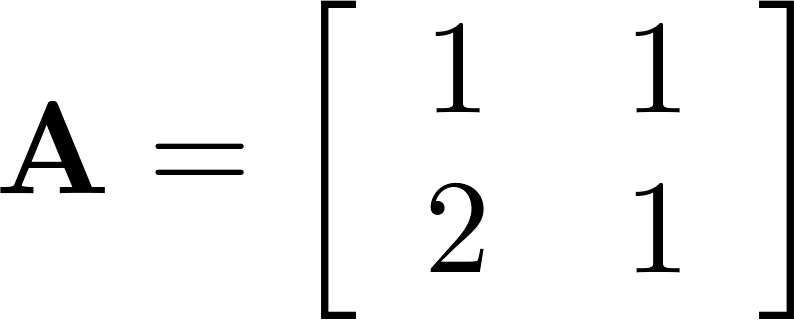 A = [ 1 1
2 1 ]